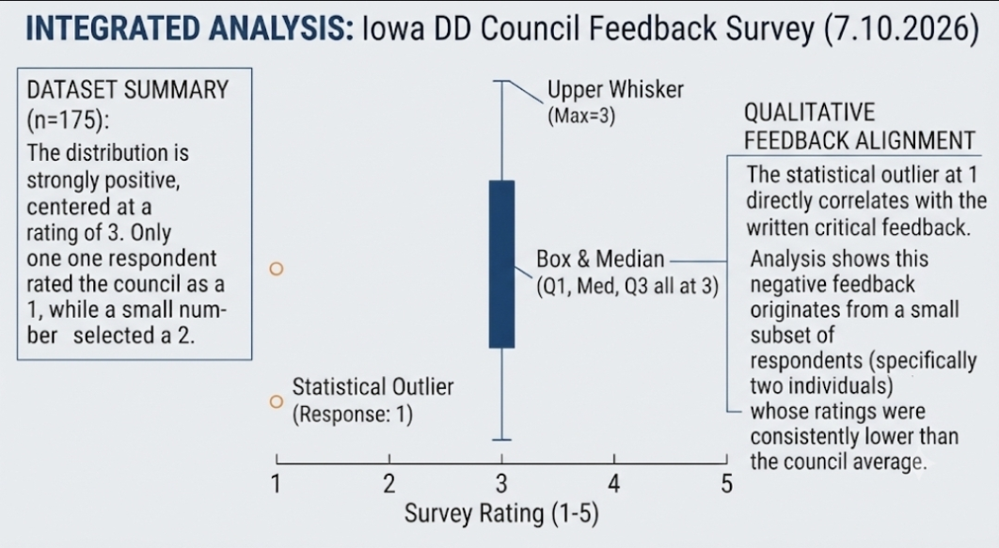 INTEGRATED ANALYSIS: Iowa DD Council Feedback Survey (7.10.2026)
DATASET SUMMARY
(n=175):
The distribution is
strongly positive,
centered at a
rating of 3. Only
one one respondent
rated the council as a
1, while a small num-
ber selected a 2.
Upper Whisker
(Max=3)
Box & Median
(Q1, Med, Q3 all at 3)
Statistical Outlier
(Response: 1)
QUALITATIVE
FEEDBACK ALIGNMENT
The statistical outlier at 1
directly correlates with the
written critical feedback.
Analysis shows this
negative feedback
originates from a small
subset of
respondents (specifically
two individuals)
whose ratings were
consistently lower than
the council average.
1 2 3 4 5
Survey Rating (1-5)